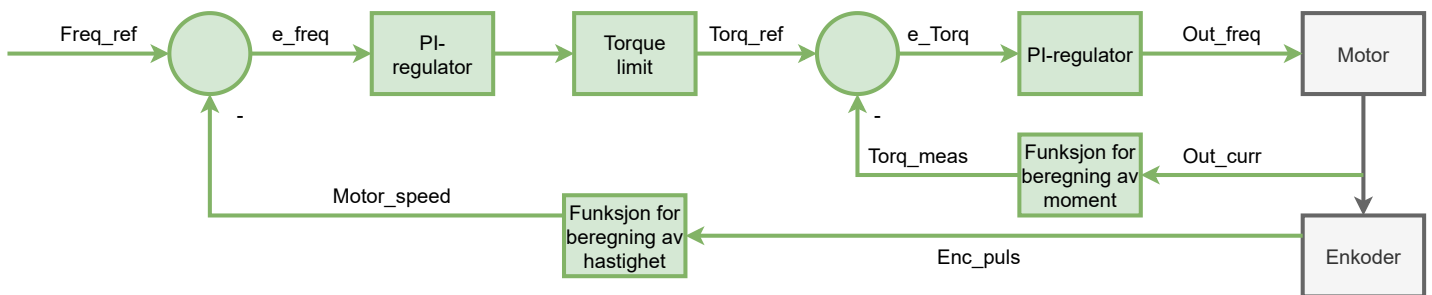 Freq_ref
e_freq
PI-
regulator
Torque
limit
Torq_ref
e_Torq
PI-regulator
Out_freq
Motor
-
-
Torq_meas
Funksjon for
beregning av
moment
Out_curr
Motor_speed
Funksjon for
beregning av
hastighet
Enc_puls
Enkoder